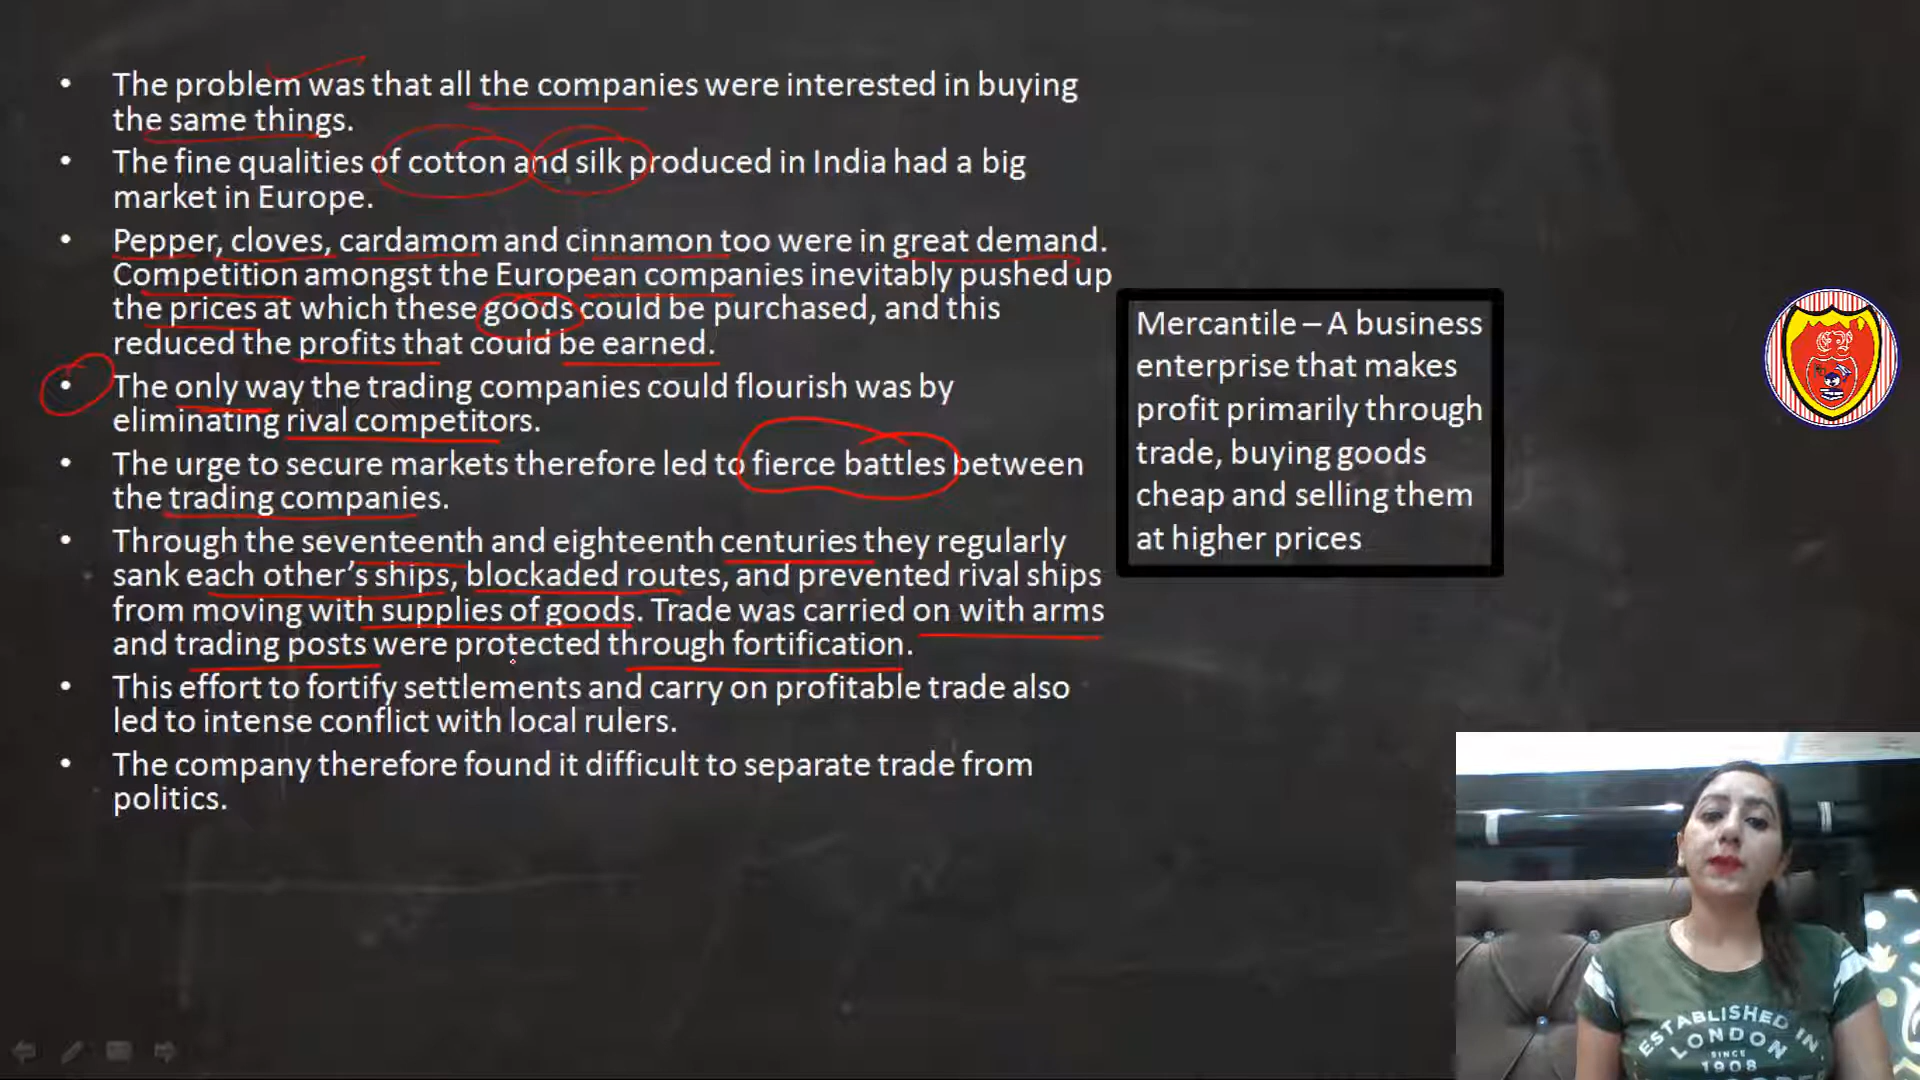 • The problem was that all the companies were interested in buying
the same things.
• The fine qualities of cotton and silk produced in India had a big
market in Europe.
• Pepper, cloves, cardamom and cinnamon too were in great demand.
Competition amongst the European companies inevitably pushed up
the prices at which these goods could be purchased, and this
reduced the profits that could be earned.
• The only way the trading companies could flourish was by
eliminating rival competitors.
• The urge to secure markets therefore led to fierce battles between
the trading companies.
• Through the seventeenth and eighteenth centuries they regularly
sank each other's ships, blockaded routes, and prevented rival ships
from moving with supplies of goods. Trade was carried on with arms
and trading posts were protected through fortification.
• This effort to fortify settlements and carry on profitable trade also
led to intense conflict with local rulers.
• The company therefore found it difficult to separate trade from
politics.
Mercantile – A business
enterprise that makes
profit primarily through
trade, buying goods
cheap and selling them
at higher prices
ESTABLISHED IN
LONDON
SINCE
1908